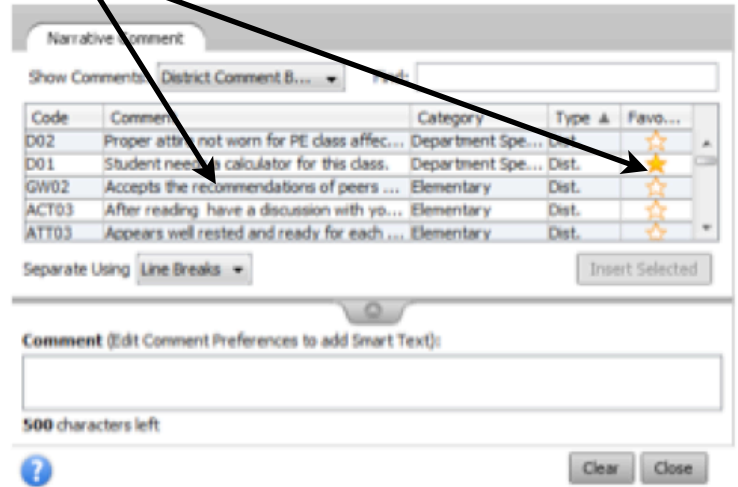 Narrative Comment
Show Comments: District Comment B... Find:
Code Comment Category Type Favo...
D02 Proper attire not worn for PE class affec... Department Spe... Dist.
D01 Student needs a calculator for this class. Department Spe... Dist.
GW02 Accepts the recommendations of peers ... Elementary Dist.
ACT03 After reading have a discussion with yo... Elementary Dist.
ATT03 Appears well rested and ready for each ... Elementary Dist.
Separate Using Line Breaks Insert Selected
Comment (Edit Comment Preferences to add Smart Text):
500 characters left
? Clear Close